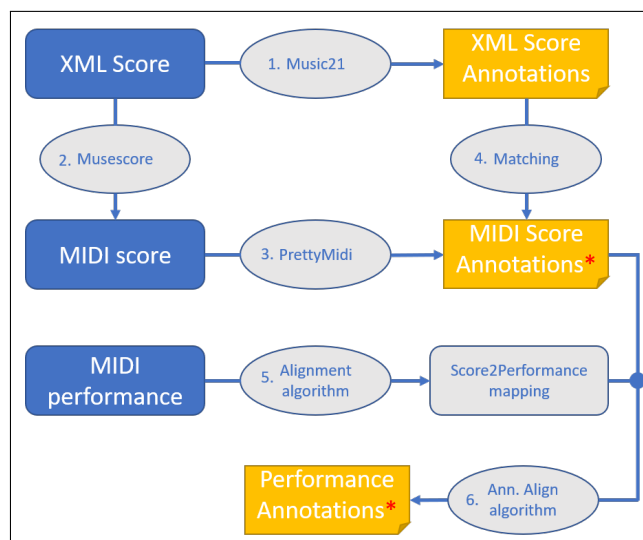 XML Score
1. Music21
XML Score
Annotations
2. Musescore
4. Matching
MIDI score
3. PrettyMidi
MIDI Score
Annotations*
MIDI
performance
5. Alignment
algorithm
Score2Performance
mapping
Performance
Annotations*
6. Ann. Align
algorithm